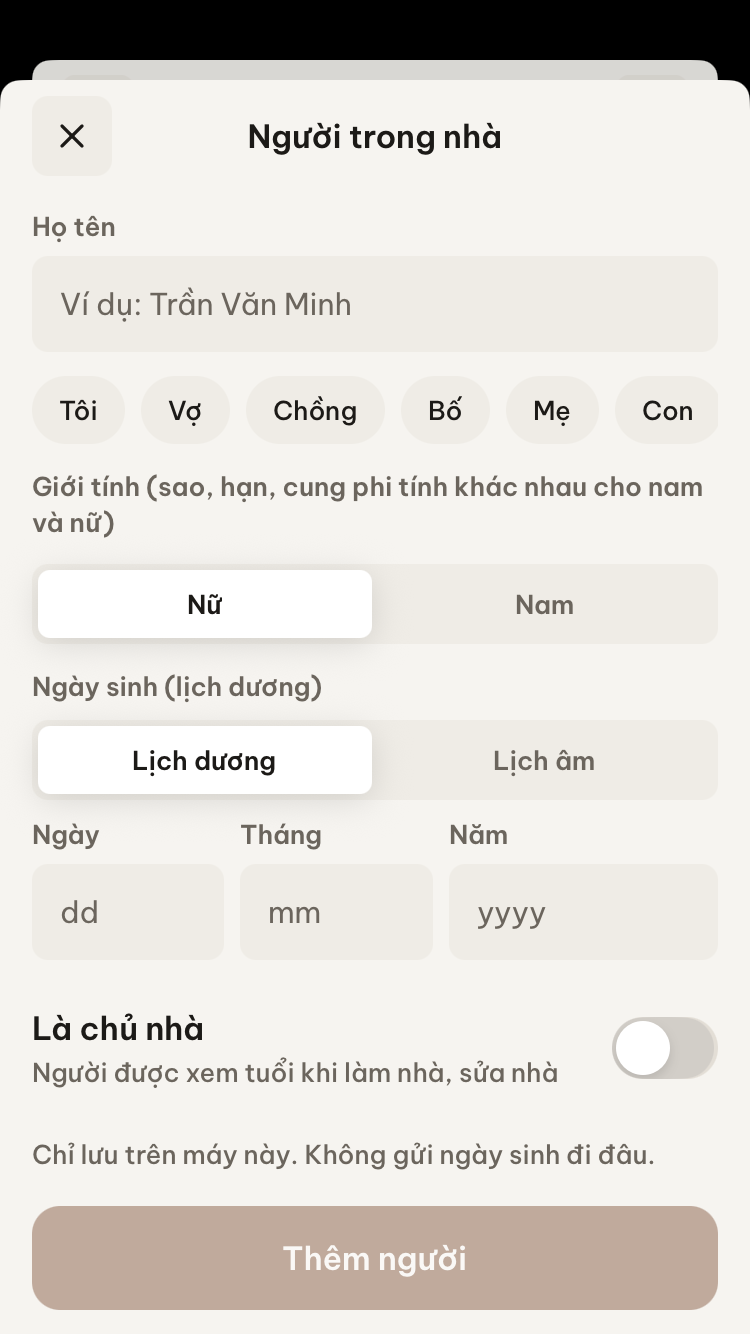 Người trong nhà
Họ tên
Ví dụ: Trần Văn Minh
Tôi Vợ Chồng Bố Mẹ Con
Giới tính (sao, hạn, cung phi tính khác nhau cho nam
và nữ)
Nữ Nam
Ngày sinh (lịch dương)
Lịch dương Lịch âm
Ngày Tháng Năm
dd mm yyyy
Là chủ nhà
Người được xem tuổi khi làm nhà, sửa nhà
Chỉ lưu trên máy này. Không gửi ngày sinh đi đâu.
Thêm người